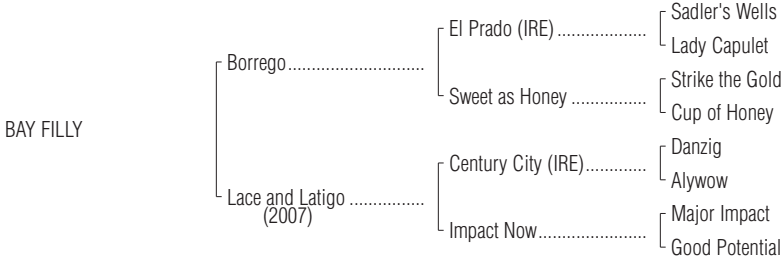 Sadler's Wells
El Prado (IRE)...................
Lady Capulet
Borrego.............................
Strike the Gold
Sweet as Honey ................
Cup of Honey
BAY FILLY
Danzig
Century City (IRE).............
Alywow
Lace and Latigo ................
(2007)
Major Impact
Impact Now.......................
Good Potential